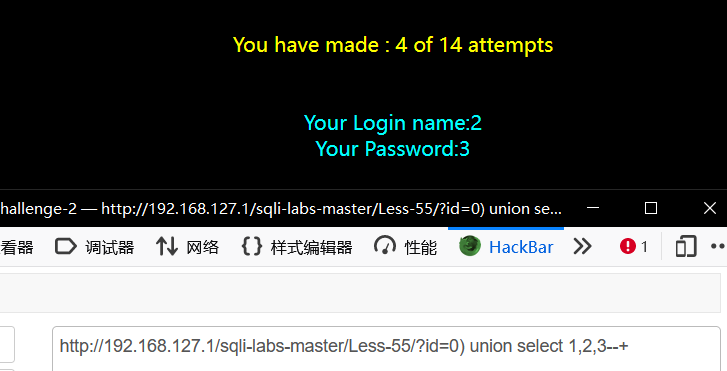 You have made : 4 of 14 attempts
Your Login name:2
Your Password:3
hallenge-2 — http://192.168.127.1/sqli-labs-master/Less-55/?id=0) union se...
看器 调试器 网络 {} 样式编辑器 性能 HackBar 1
http://192.168.127.1/sqli-labs-master/Less-55/?id=0) union select 1,2,3--+